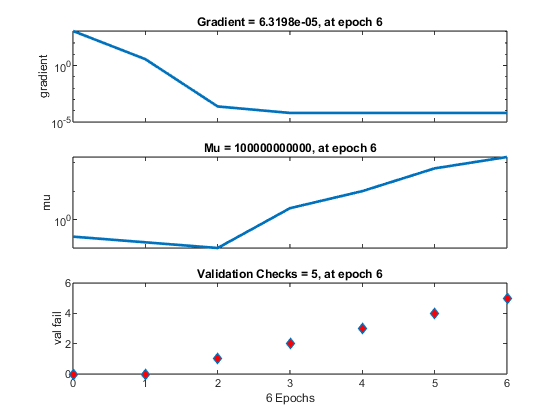 Gradient = 6.3198e-05, at epoch 6
gradient
10^0
10^-5
Mu = 100000000000, at epoch 6
mu
10^0
Validation Checks = 5, at epoch 6
val fail
6
4
2
0
0 1 2 3 4 5 6
6 Epochs